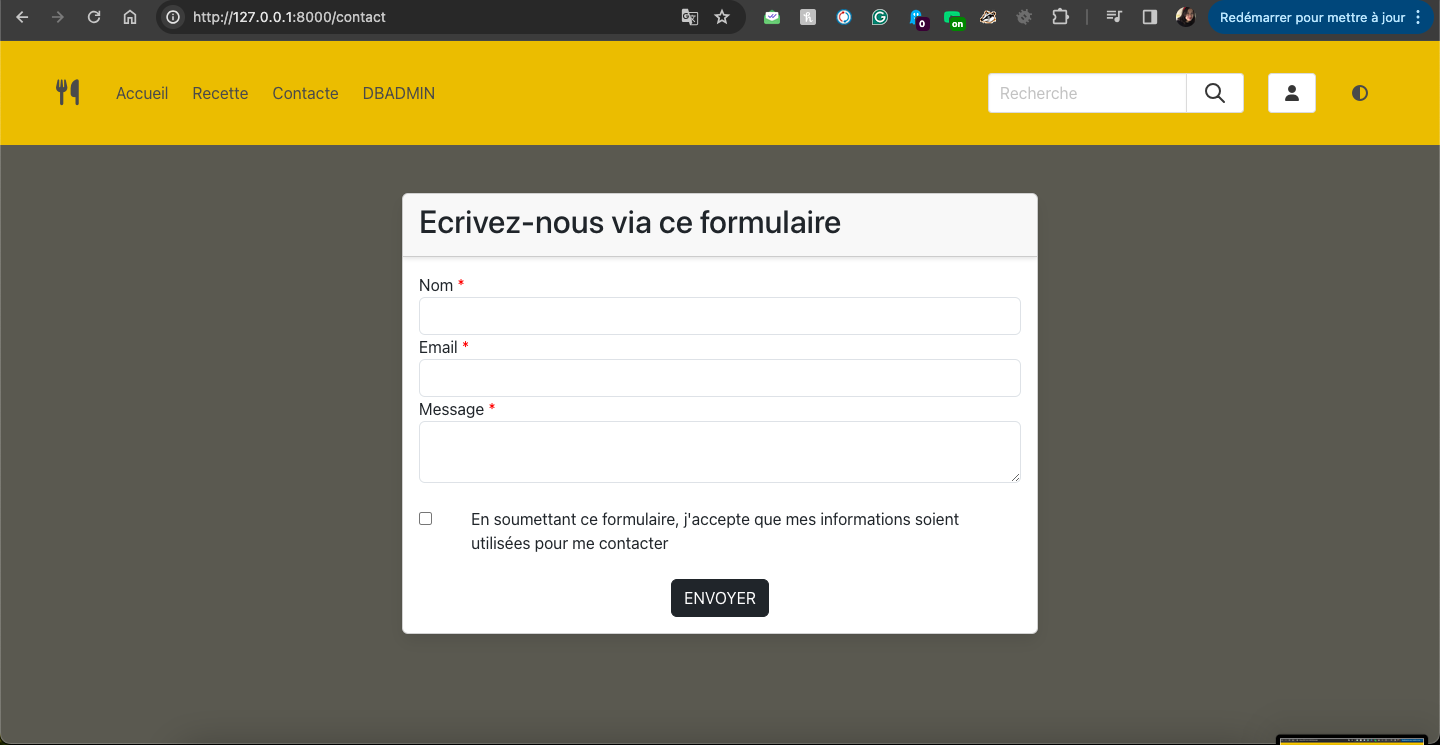 http://127.0.0.1:8000/contact
0
on
Redémarrer pour mettre à jour
Accueil Recette Contacte DBADMIN
Recherche
Ecrivez-nous via ce formulaire
Nom *
Email *
Message *
En soumettant ce formulaire, j'accepte que mes informations soient
utilisées pour me contacter
ENVOYER